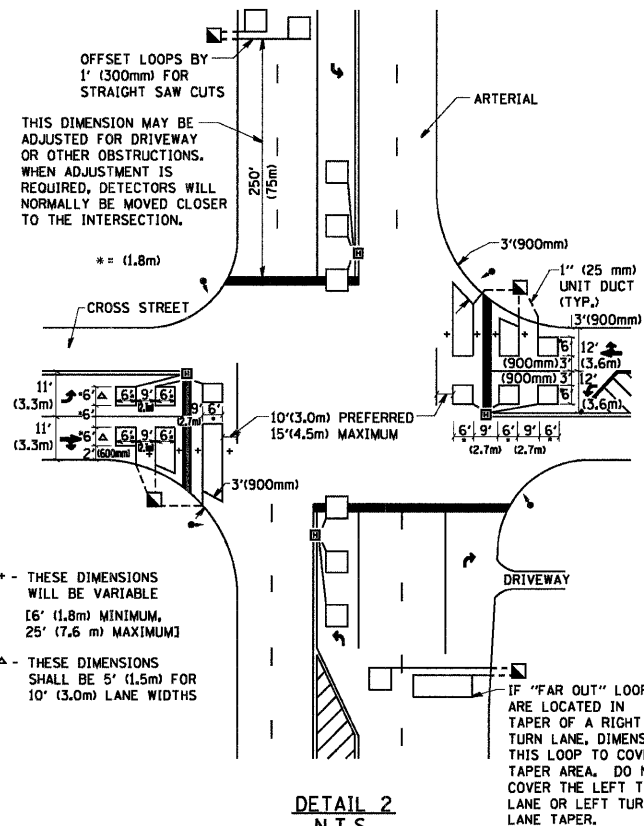 OFFSET LOOPS BY
1' (300mm) FOR
STRAIGHT SAW CUTS
THIS DIMENSION MAY BE
ADJUSTED FOR DRIVEWAY
OR OTHER OBSTRUCTIONS.
WHEN ADJUSTMENT IS
REQUIRED, DETECTORS WILL
NORMALLY BE MOVED CLOSER
TO THE INTERSECTION.
* = (1.8m)
250'
(75m)
ARTERIAL
CROSS STREET
3'(900mm)
1" (25 mm)
UNIT DUCT
(TYP.)
3'(900mm)
6'
12'
(3.6m)
(900mm) 3'
(900mm) 3'
12'
(3.6m)
6' 9' 6' 9' 6'
* * *
(2.7m) (2.7m)
11'
(3.3m)
*6'
△
6' 9' 6'
*6'
9' 6'
(2.7m) *
11'
(3.3m)
*6'
△
6' 9' 6'
2' (600mm)
10'(3.0m) PREFERRED
15'(4.5m) MAXIMUM
3'(900mm)
+ - THESE DIMENSIONS
WILL BE VARIABLE
[6' (1.8m) MINIMUM,
25' (7.6 m) MAXIMUM]
△ - THESE DIMENSIONS
SHALL BE 5' (1.5m) FOR
10' (3.0m) LANE WIDTHS
DRIVEWAY
IF "FAR OUT" LOOP
ARE LOCATED IN
TAPER OF A RIGHT
TURN LANE, DIMENS
THIS LOOP TO COV
TAPER AREA. DO N
COVER THE LEFT T
LANE OR LEFT TUR
LANE TAPER.
DETAIL 2
N.T.S.